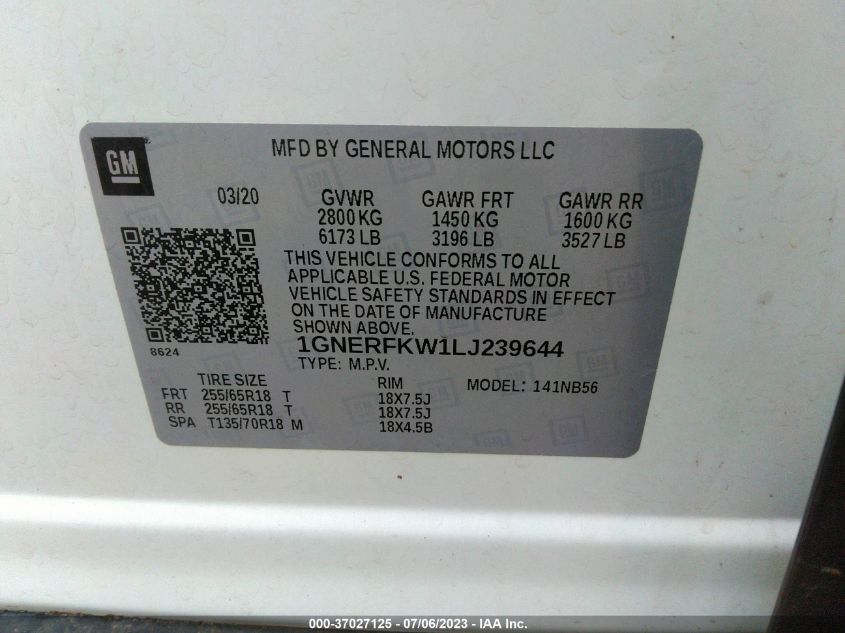 GM
MFD BY GENERAL MOTORS LLC
03/20 GVWR GAWR FRT GAWR RR
2800 KG 1450 KG 1600 KG
6173 LB 3196 LB 3527 LB
THIS VEHICLE CONFORMS TO ALL
APPLICABLE U.S. FEDERAL MOTOR
VEHICLE SAFETY STANDARDS IN EFFECT
ON THE DATE OF MANUFACTURE
SHOWN ABOVE.
8624
1GNERFKW1LJ239644
TYPE: M.P.V.
TIRE SIZE RIM MODEL: 141NB56
FRT 255/65R18 T 18X7.5J
RR 255/65R18 T 18X7.5J
SPA T135/70R18 M 18X4.5B
000-37027125 - 07/06/2023 - IAA Inc.